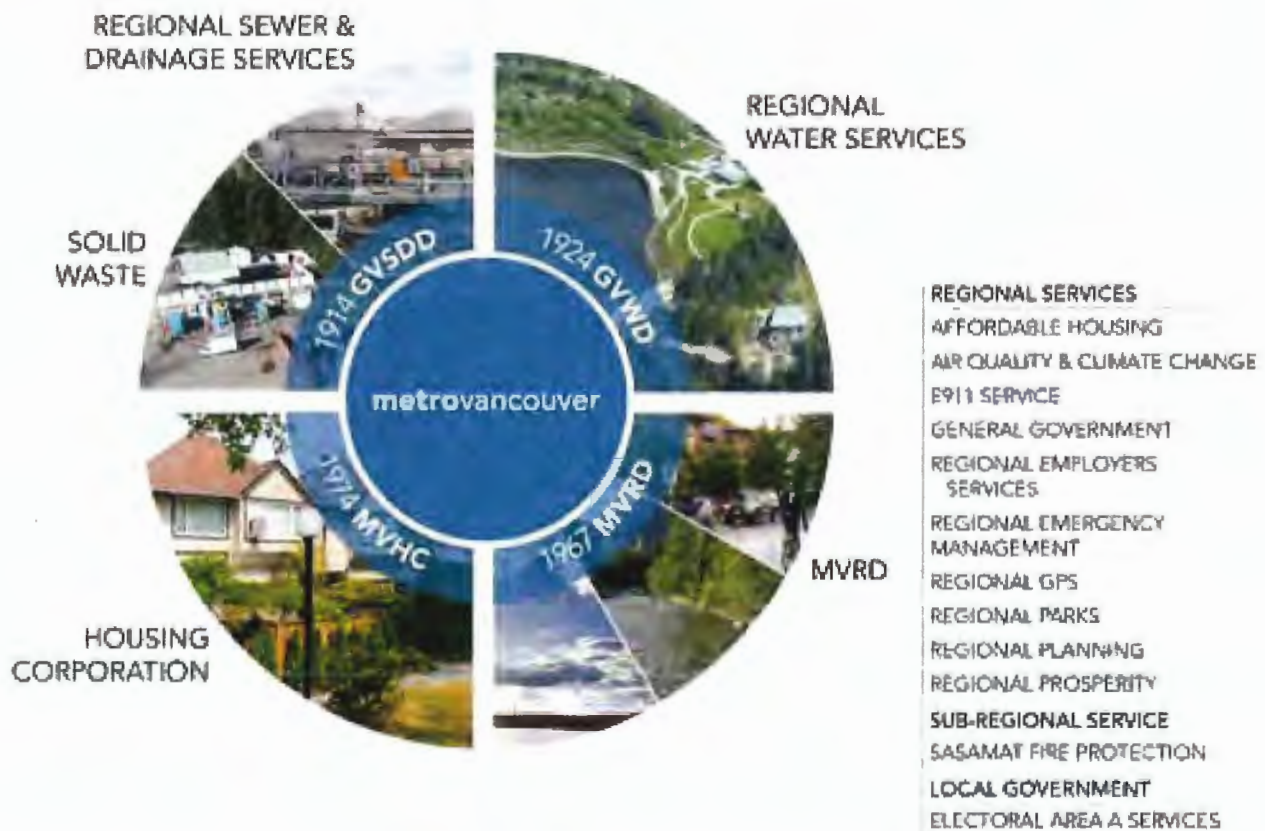 REGIONAL SEWER &
DRAINAGE SERVICES
REGIONAL
WATER SERVICES
SOLID
WASTE
1914 GVSDD
1924 GVWD
metrovancouver
1974 MVHC
1967 MVRD
HOUSING
CORPORATION
MVRD
REGIONAL SERVICES
AFFORDABLE HOUSING
AIR QUALITY & CLIMATE CHANGE
E911 SERVICE
GENERAL GOVERNMENT
REGIONAL EMPLOYERS
SERVICES
REGIONAL EMERGENCY
MANAGEMENT
REGIONAL GPS
REGIONAL PARKS
REGIONAL PLANNING
REGIONAL PROSPERITY
SUB-REGIONAL SERVICE
SASAMAT FIRE PROTECTION
LOCAL GOVERNMENT
ELECTORAL AREA A SERVICES